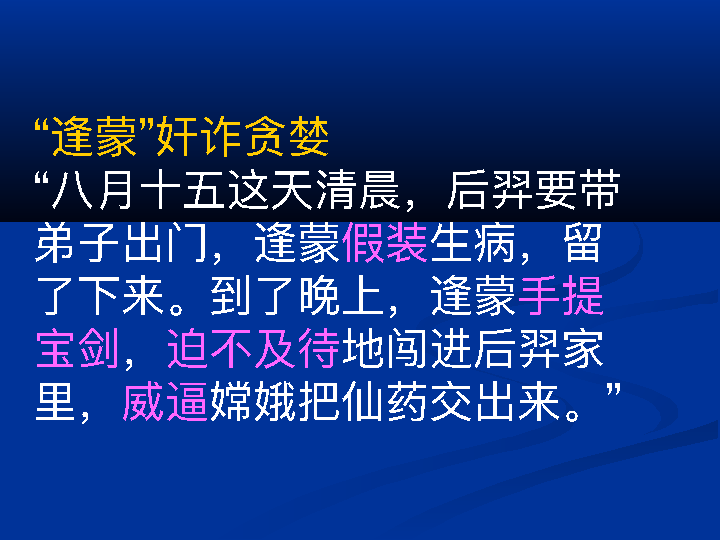 “逢蒙”奸诈贪婪
“八月十五这天清晨，后羿要带
弟子出门，逢蒙假装生病，留
了下来。到了晚上，逢蒙手提
宝剑，迫不及待地闯进后羿家
里，威逼嫦娥把仙药交出来。”